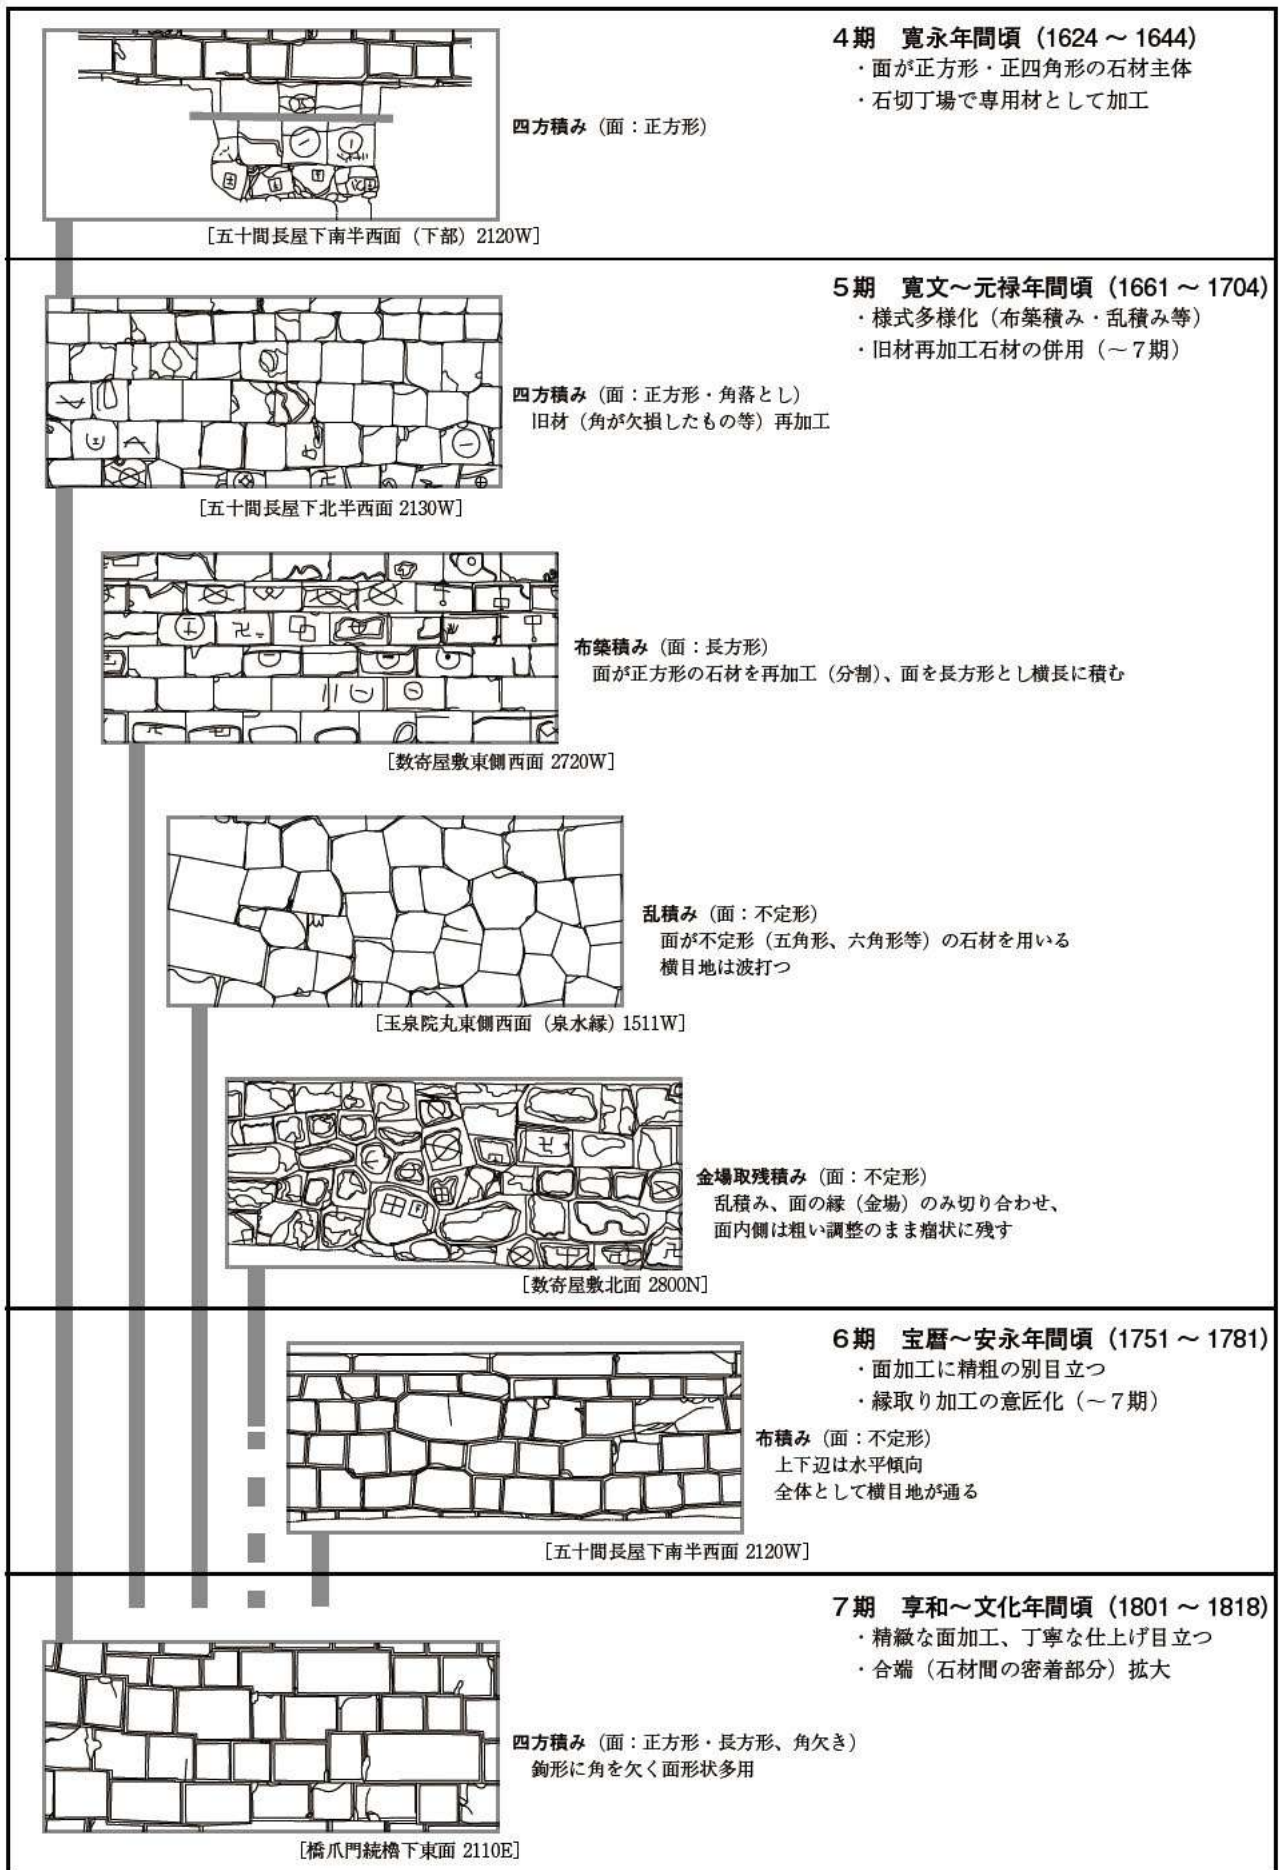 4期 寛永年間頃（1624 ～ 1644）
・面が正方形・正四角形の石材主体
・石切丁場で専用材として加工
四方積み（面：正方形）
［五十間長屋下南半西面（下部）2120W］
5期 寛文～元禄年間頃（1661 ～ 1704）
・様式多様化（布築積み・乱積み等）
・旧材再加工石材の併用（～7期）
四方積み（面：正方形・角落とし）
旧材（角が欠損したもの等）再加工
［五十間長屋下北半西面 2130W］
布築積み（面：長方形）
面が正方形の石材を再加工（分割）、面を長方形とし横長に積む
［数寄屋敷東側西面 2720W］
乱積み（面：不定形）
面が不定形（五角形、六角形等）の石材を用いる
横目地は波打つ
［玉泉院丸東側西面（泉水縁）1511W］
金場取残積み（面：不定形）
乱積み、面の縁（金場）のみ切り合わせ、
面内側は粗い調整のまま瘤状に残す
［数寄屋敷北面 2800N］
6期 宝暦～安永年間頃（1751 ～ 1781）
・面加工に精粗の別目立つ
・縁取り加工の意匠化（～7期）
布積み（面：不定形）
上下辺は水平傾向
全体として横目地が通る
［五十間長屋下南半西面 2120W］
7期 享和～文化年間頃（1801 ～ 1818）
・精緻な面加工、丁寧な仕上げ目立つ
・合端（石材間の密着部分）拡大
四方積み（面：正方形・長方形、角欠き）
鉤形に角を欠く面形状多用
［橋爪門続櫓下東面 2110E］